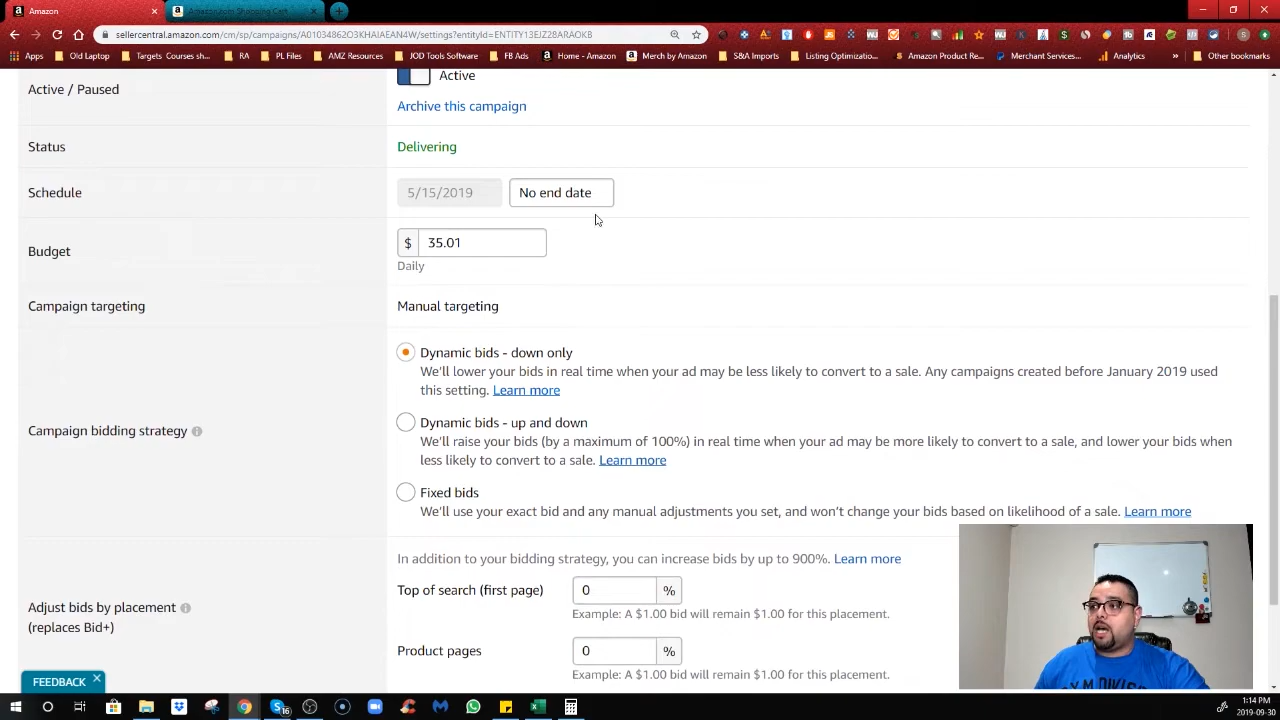 Amazon
Amazon.com Shopping Cart
sellercentral.amazon.com/cm/sp/campaigns/A01034862O3KHAIAEAN4W/settings?entityId=ENTITY13EJZ28ARAOKB
Apps
Old Laptop
Targets Courses sh...
RA
PL Files
AMZ Resources
JOD Tools Software
FB Ads
Home - Amazon
Merch by Amazon
S&A Imports
Listing Optimizatio...
Amazon Product Re...
Merchant Services...
Analytics
»
Other bookmarks
Active / Paused
Active
Archive this campaign
Status
Delivering
Schedule
5/15/2019
No end date
Budget
$ 35.01
Daily
Campaign targeting
Manual targeting
Campaign bidding strategy
Dynamic bids - down only
We'll lower your bids in real time when your ad may be less likely to convert to a sale. Any campaigns created before January 2019 used
this setting. Learn more
Dynamic bids - up and down
We'll raise your bids (by a maximum of 100%) in real time when your ad may be more likely to convert to a sale, and lower your bids when
less likely to convert to a sale. Learn more
Fixed bids
We'll use your exact bid and any manual adjustments you set, and won't change your bids based on likelihood of a sale. Learn more
Adjust bids by placement
(replaces Bid+)
In addition to your bidding strategy, you can increase bids by up to 900%. Learn more
Top of search (first page)
0 %
Example: A $1.00 bid will remain $1.00 for this placement.
Product pages
0 %
Example: A $1.00 bid will remain $1.00 for this placement.
FEEDBACK
1:14 PM
2019-09-30